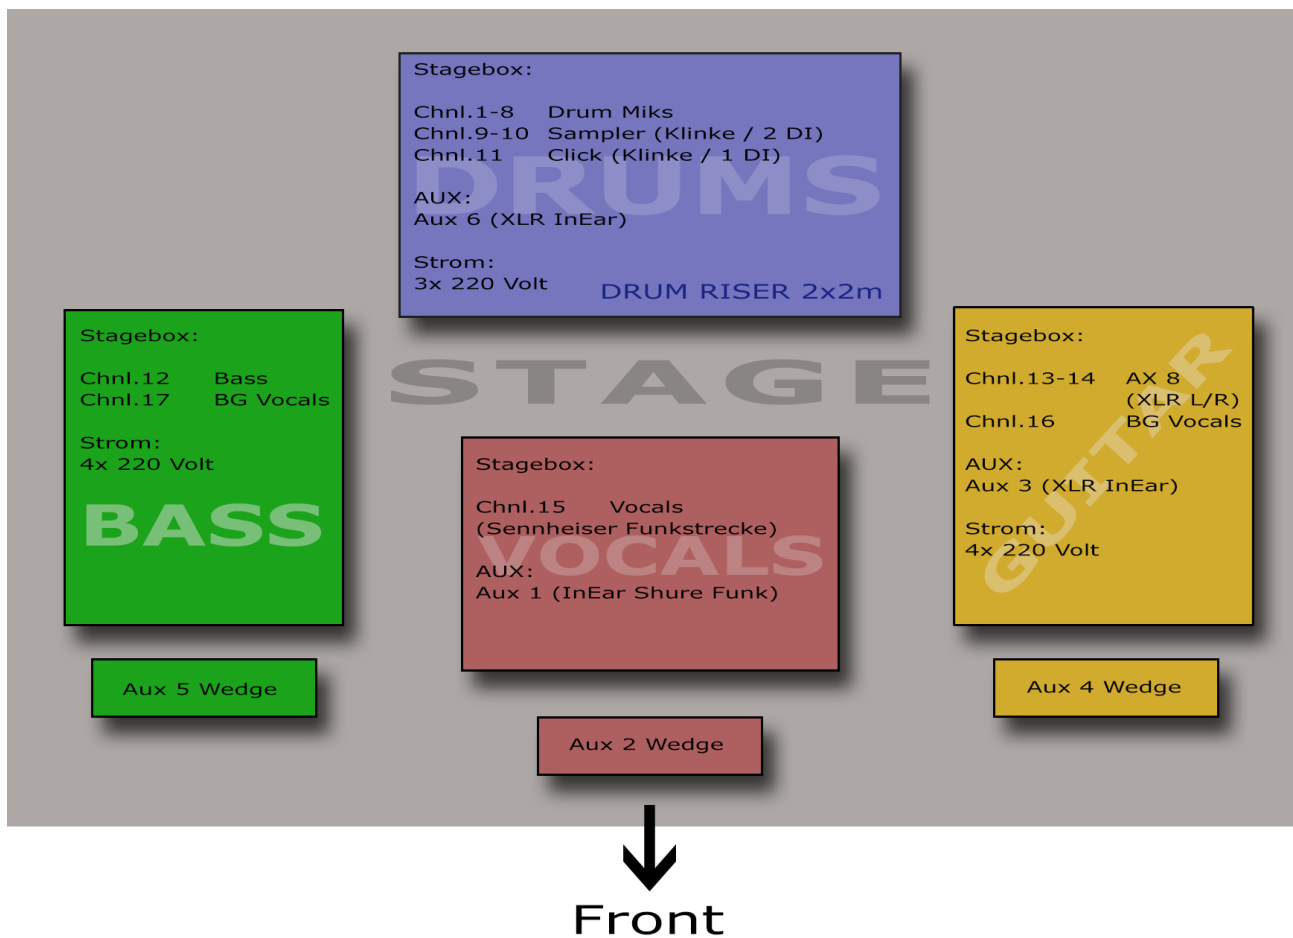 Stagebox:
Chnl.1-8 Drum Miks
Chnl.9-10 Sampler (Klinke / 2 DI)
Chnl.11 Click (Klinke / 1 DI)
DRUMS
AUX:
Aux 6 (XLR InEar)
Strom:
3x 220 Volt
DRUM RISER 2x2m
STAGE
Stagebox:
Chnl.12 Bass
Chnl.17 BG Vocals
Strom:
4x 220 Volt
BASS
Aux 5 Wedge
Stagebox:
Chnl.15 Vocals
(Sennheiser Funkstrecke)
VOCALS
AUX:
Aux 1 (InEar Shure Funk)
Aux 2 Wedge
Stagebox:
Chnl.13-14 AX 8
(XLR L/R)
Chnl.16 BG Vocals
AUX:
Aux 3 (XLR InEar)
Strom:
4x 220 Volt
GUITAR
Aux 4 Wedge
Front